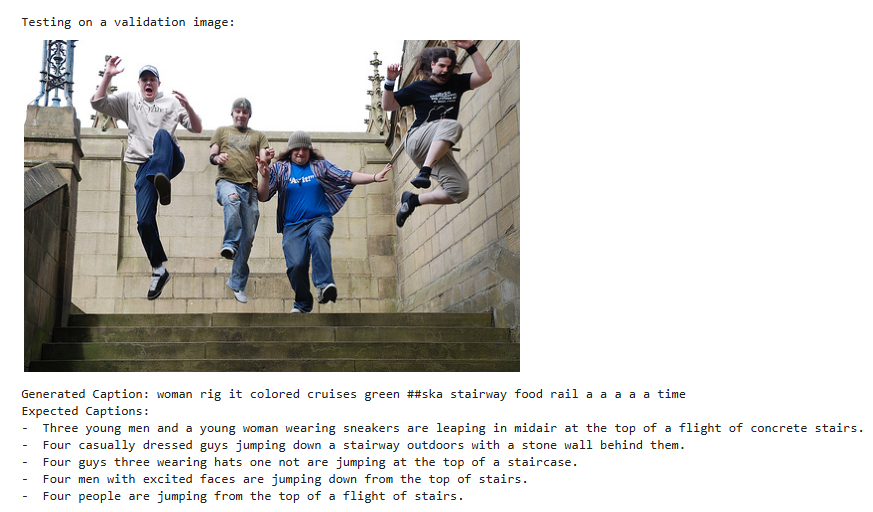 Testing on a validation image:
Generated Caption: woman rig it colored cruises green ##ska stairway food rail a a a a a time
Expected Captions:
- Three young men and a young woman wearing sneakers are leaping in midair at the top of a flight of concrete stairs.
- Four casually dressed guys jumping down a stairway outdoors with a stone wall behind them.
- Four guys three wearing hats one not are jumping at the top of a staircase.
- Four men with excited faces are jumping down from the top of stairs.
- Four people are jumping from the top of a flight of stairs.